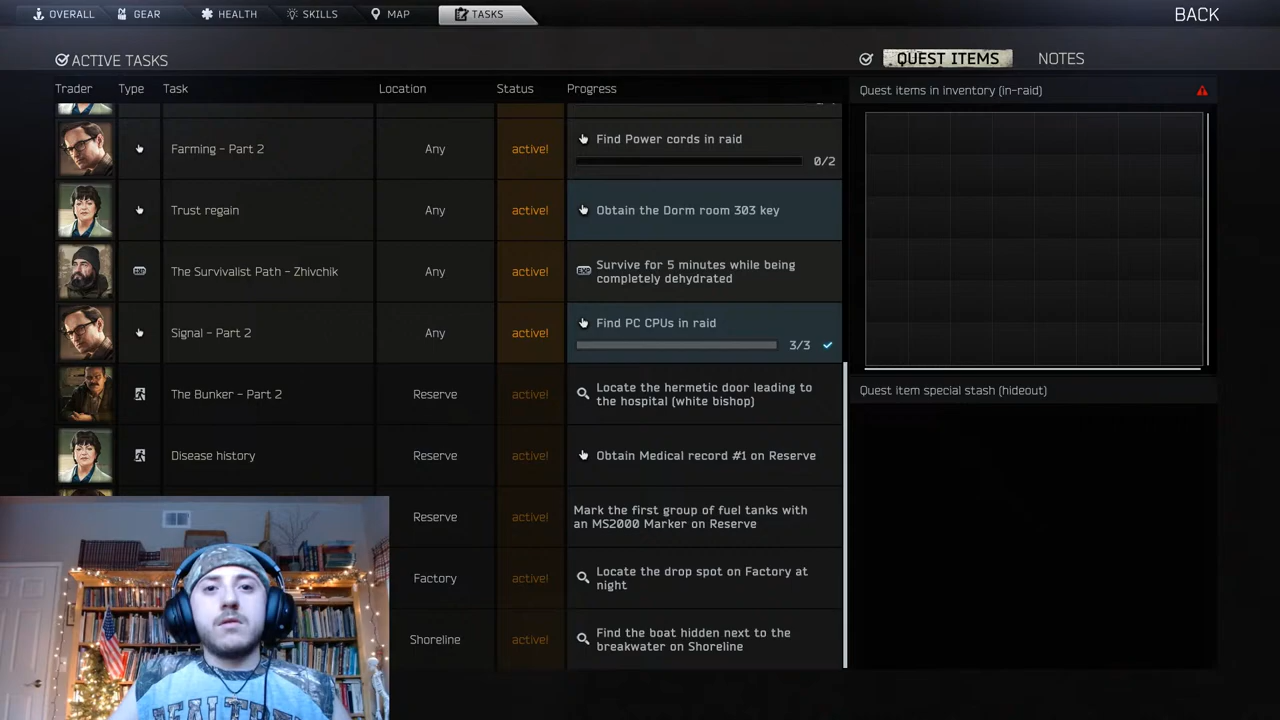 OVERALL
GEAR
HEALTH
SKILLS
MAP
TASKS
BACK
ACTIVE TASKS
QUEST ITEMS
NOTES
Trader Type Task Location Status Progress
Quest items in inventory (in-raid)
Farming – Part 2 Any active! Find Power cords in raid
0/2
Trust regain Any active! Obtain the Dorm room 303 key
The Survivalist Path – Zhivchik Any active! Survive for 5 minutes while being
completely dehydrated
Signal – Part 2 Any active! Find PC CPUs in raid
3/3
The Bunker – Part 2 Reserve active! Locate the hermetic door leading to
the hospital (white bishop)
Quest item special stash (hideout)
Disease history Reserve active! Obtain Medical record #1 on Reserve
Reserve active! Mark the first group of fuel tanks with
an MS2000 Marker on Reserve
Factory active! Locate the drop spot on Factory at
night
Shoreline active! Find the boat hidden next to the
breakwater on Shoreline